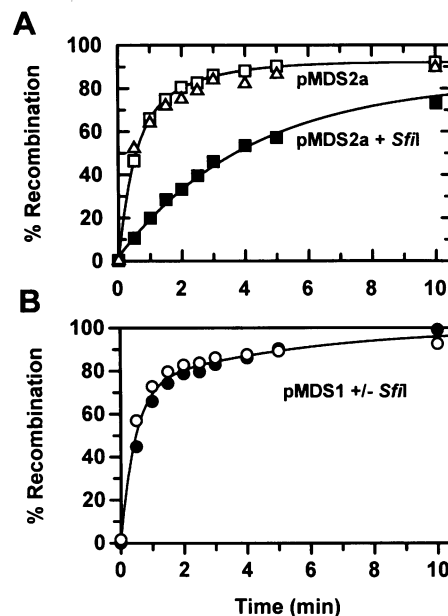 A
100
80
60
40
20
0
% Recombination
pMDS2a
pMDS2a + SfiI
0 2 4 6 8 10
B
100
80
60
40
20
0
% Recombination
pMDS1 +/- SfiI
0 2 4 6 8 10
Time (min)